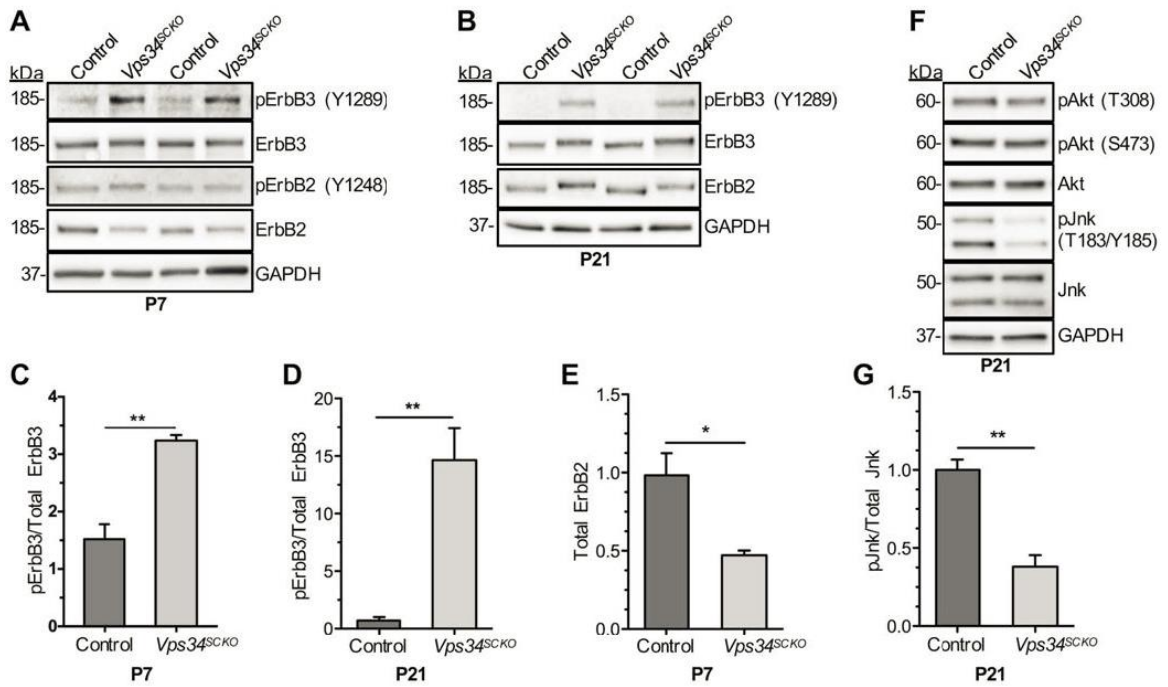 A
kDa
Control
Vps34SCKO
Control
Vps34SCKO
185-
pErbB3 (Y1289)
185-
ErbB3
185-
pErbB2 (Y1248)
185-
ErbB2
37-
GAPDH
P7
B
kDa
Control
Vps34SCKO
Control
Vps34SCKO
185-
pErbB3 (Y1289)
185-
ErbB3
185-
ErbB2
37-
GAPDH
P21
F
kDa
Control
Vps34SCKO
60-
pAkt (T308)
60-
pAkt (S473)
60-
Akt
50-
pJnk
(T183/Y185)
50-
Jnk
37-
GAPDH
P21
C
pErbB3/Total ErbB3
4
3
2
1
0
**
Control
Vps34SCKO
P7
D
pErbB3/Total ErbB3
20
15
10
5
0
**
Control
Vps34SCKO
P21
E
Total ErbB2
1.5
1.0
0.5
0.0
*
Control
Vps34SCKO
P7
G
pJnk/Total Jnk
1.5
1.0
0.5
0.0
**
Control
Vps34SCKO
P21